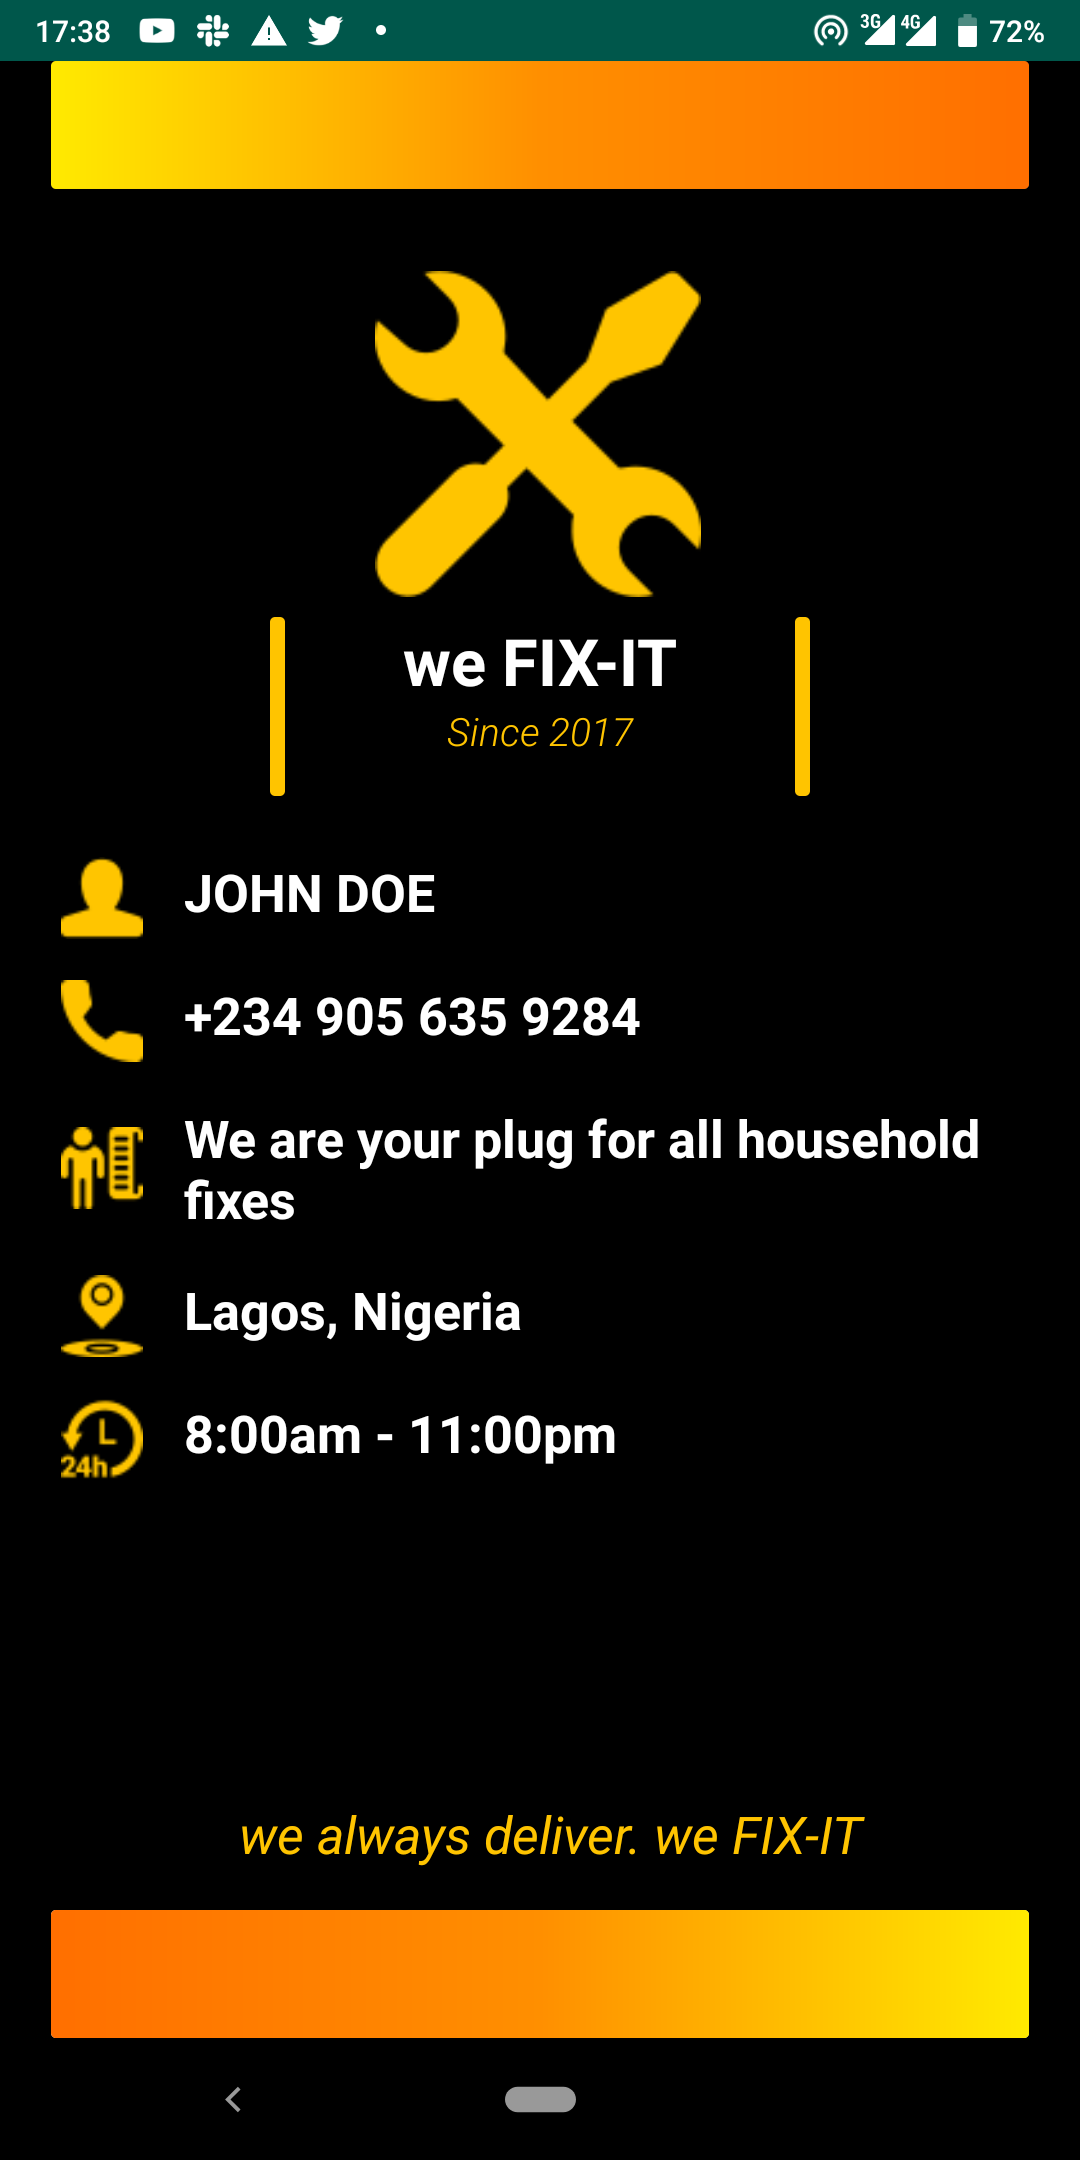 17:38
3G 4G 72%
we FIX-IT
Since 2017
JOHN DOE
+234 905 635 9284
We are your plug for all household
fixes
Lagos, Nigeria
24h
8:00am - 11:00pm
we always deliver. we FIX-IT